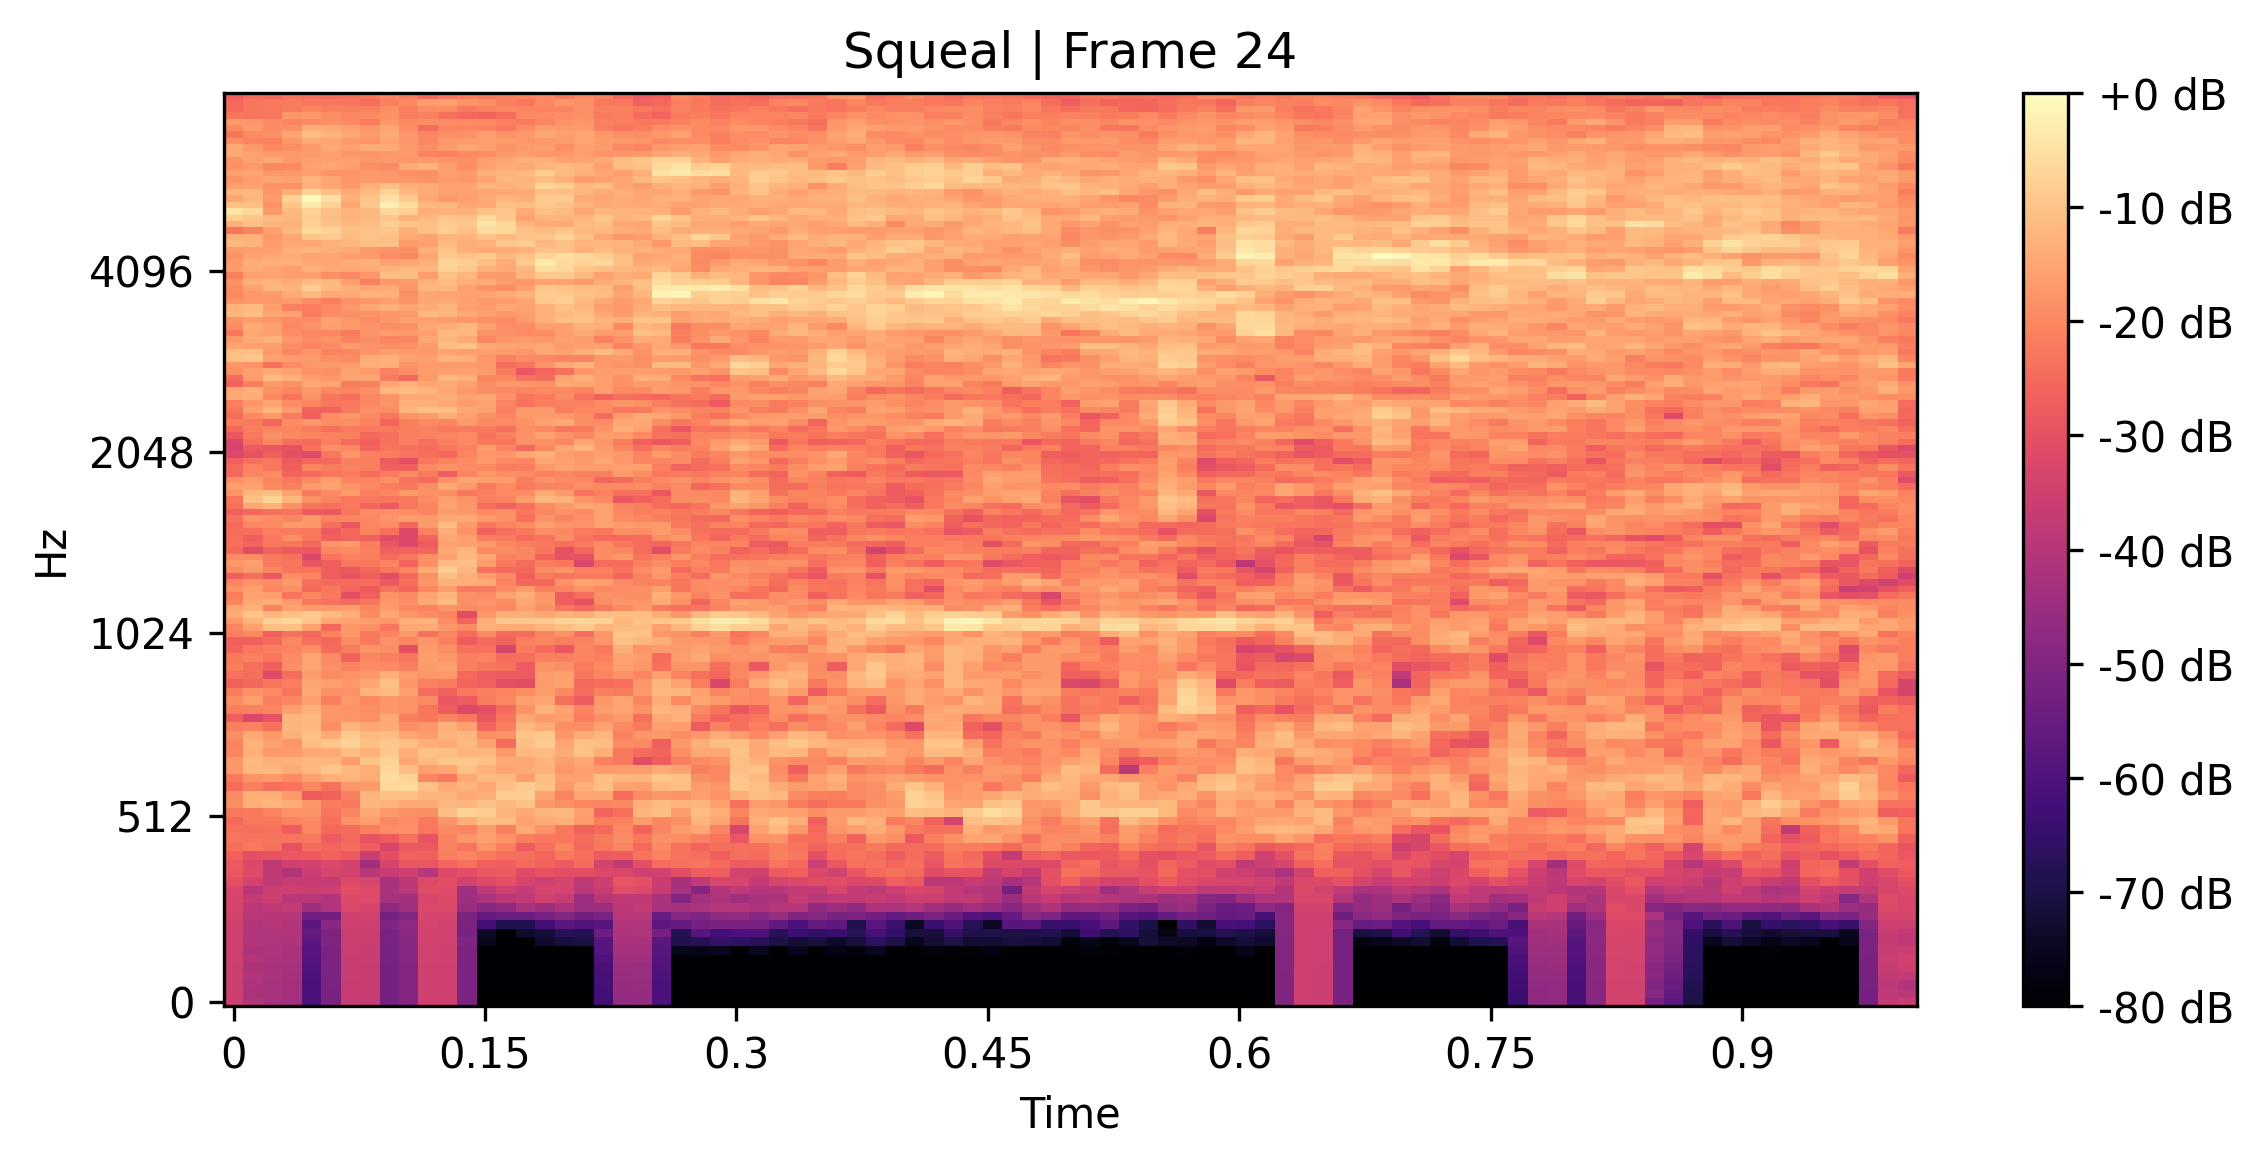 Squeal | Frame 24
+0 dB
-10 dB
-20 dB
-30 dB
-40 dB
-50 dB
-60 dB
-70 dB
-80 dB
Hz
4096
2048
1024
512
0
0 0.15 0.3 0.45 0.6 0.75 0.9
Time